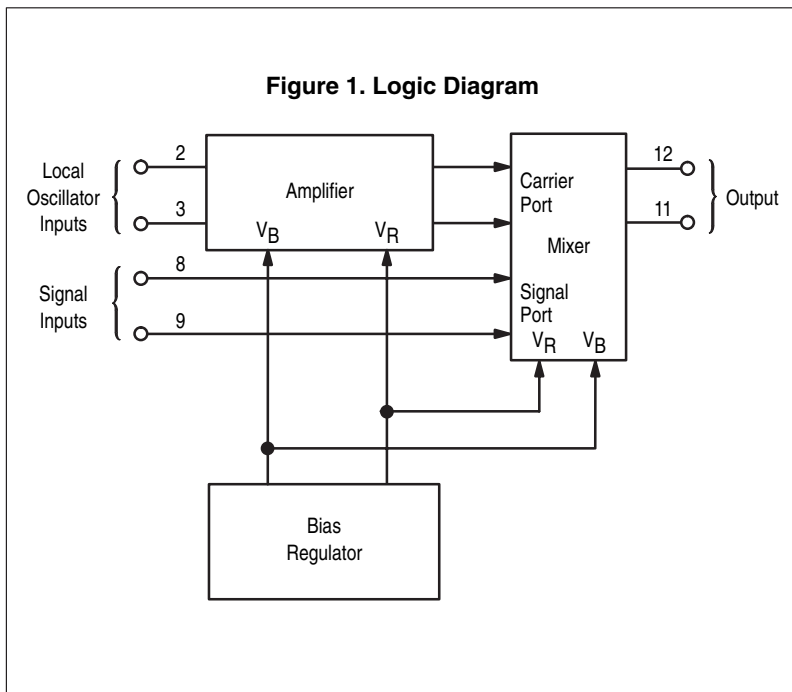 Figure 1. Logic Diagram
Local
Oscillator
Inputs
2
3
Amplifier
VB
VR
Carrier
Port
Mixer
12
11
Output
Signal
Inputs
8
9
Signal
Port
VR
VB
Bias
Regulator